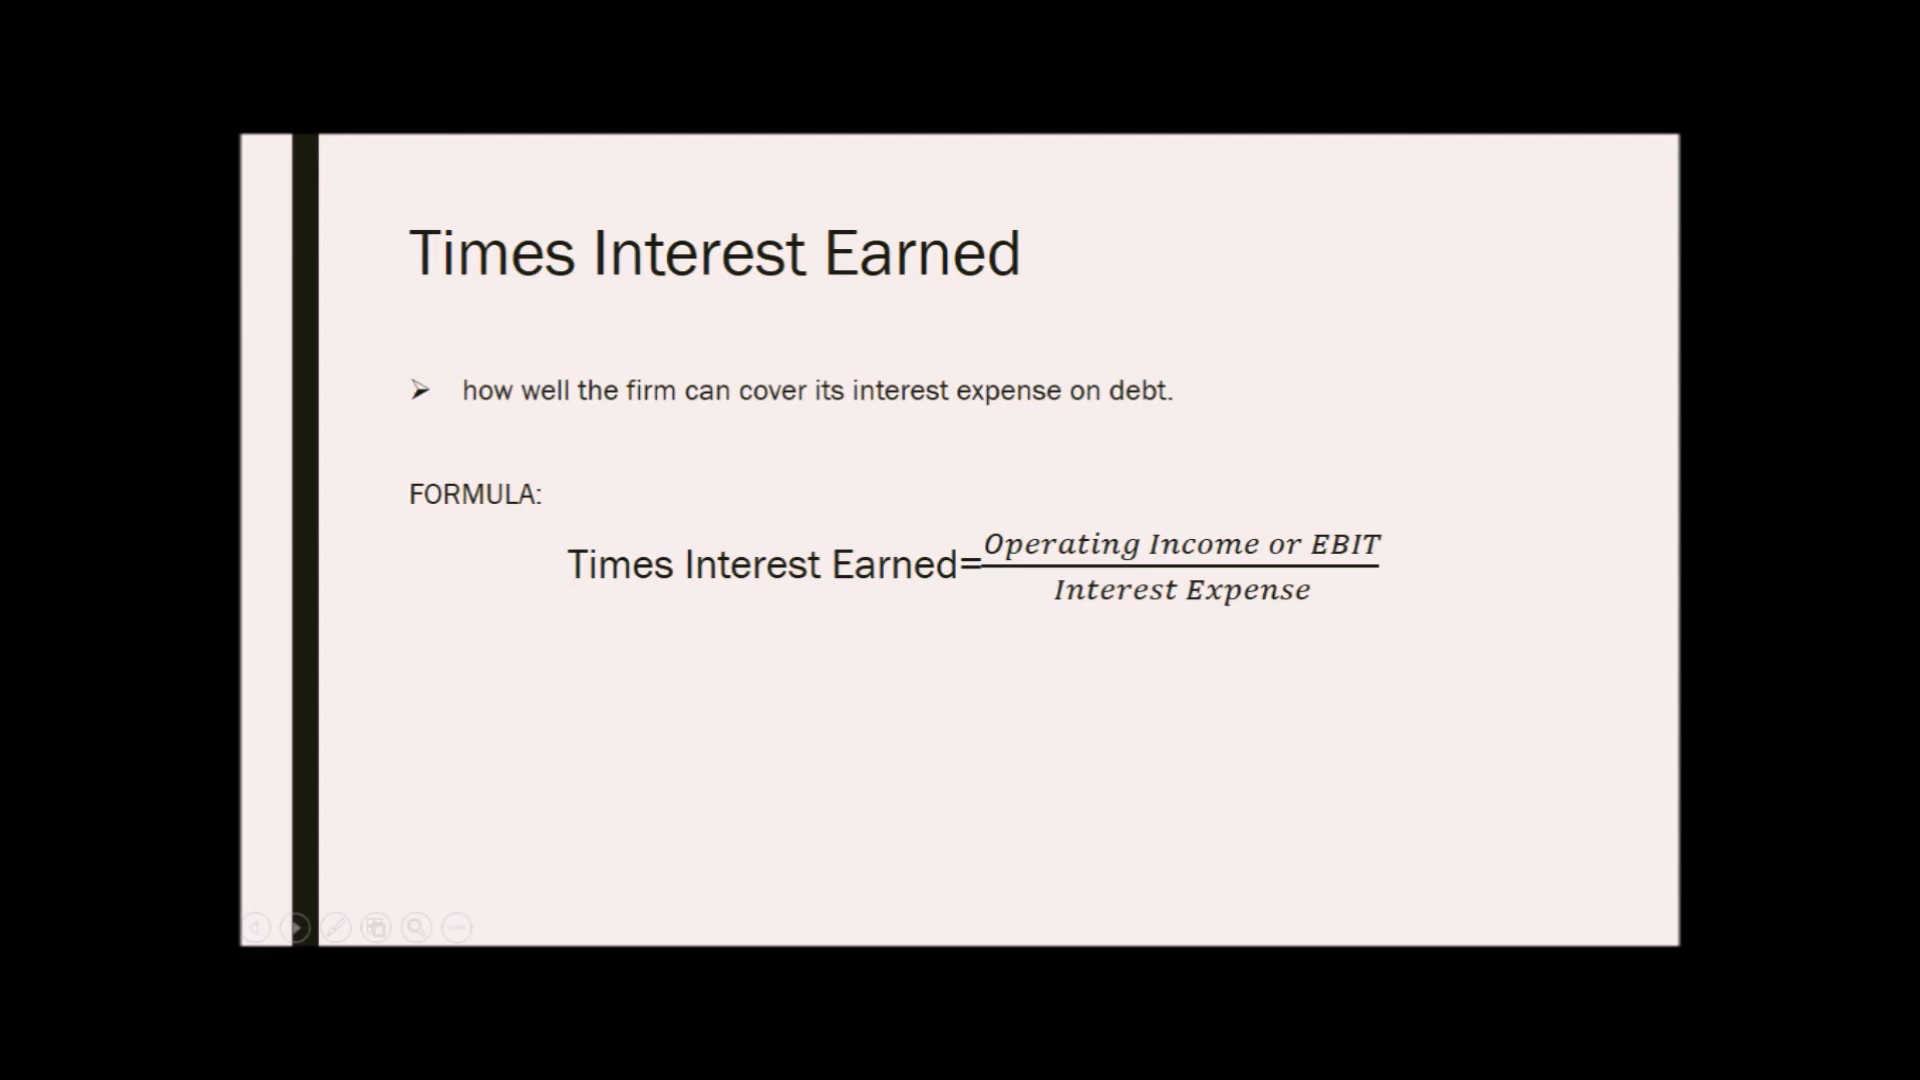 Times Interest Earned
➢ how well the firm can cover its interest expense on debt.
FORMULA:
Times Interest Earned=Operating Income or EBIT
Interest Expense